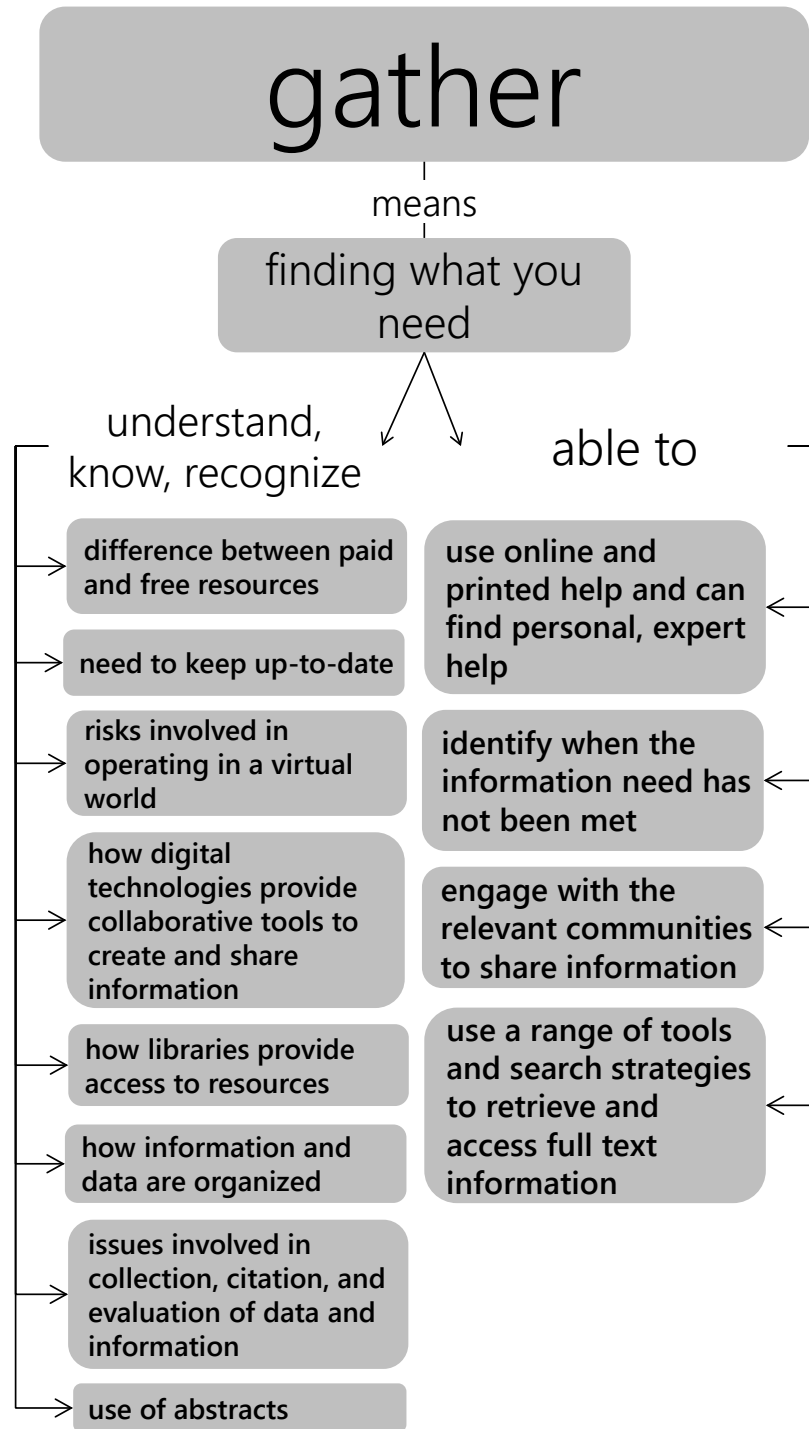 gather
means
finding what you
need
understand,
know, recognize
difference between paid
and free resources
need to keep up-to-date
risks involved in
operating in a virtual
world
how digital
technologies provide
collaborative tools to
create and share
information
how libraries provide
access to resources
how information and
data are organized
issues involved in
collection, citation, and
evaluation of data and
information
use of abstracts
able to
use online and
printed help and can
find personal, expert
help
identify when the
information need has
not been met
engage with the
relevant communities
to share information
use a range of tools
and search strategies
to retrieve and
access full text
information